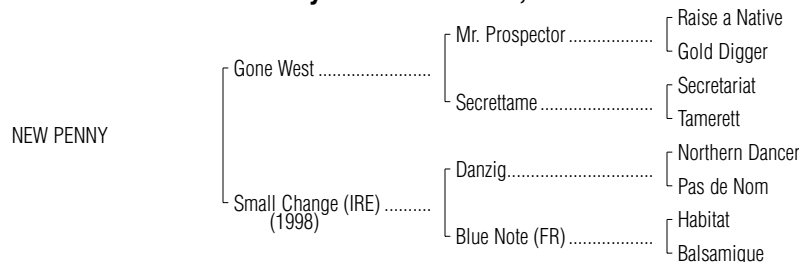 Raise a Native
Mr. Prospector ..................
Gold Digger
Gone West ........................
Secretariat
Secrettame ........................
Tamerett
NEW PENNY
Northern Dancer
Danzig...............................
Pas de Nom
Small Change (IRE) ..........
(1998)
Habitat
Blue Note (FR) ..................
Balsamique